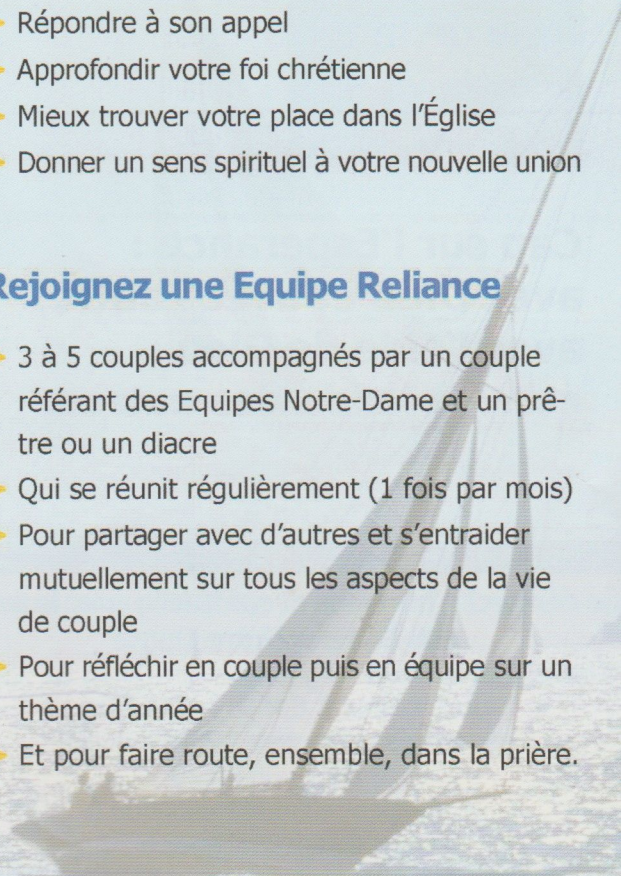 Répondre à son appel
Approfondir votre foi chrétienne
Mieux trouver votre place dans l'Église
Donner un sens spirituel à votre nouvelle union
Rejoignez une Equipe Reliance
3 à 5 couples accompagnés par un couple
référant des Equipes Notre-Dame et un prê-
tre ou un diacre
Qui se réunit régulièrement (1 fois par mois)
Pour partager avec d'autres et s'entraider
mutuellement sur tous les aspects de la vie
de couple
Pour réfléchir en couple puis en équipe sur un
thème d'année
Et pour faire route, ensemble, dans la prière.